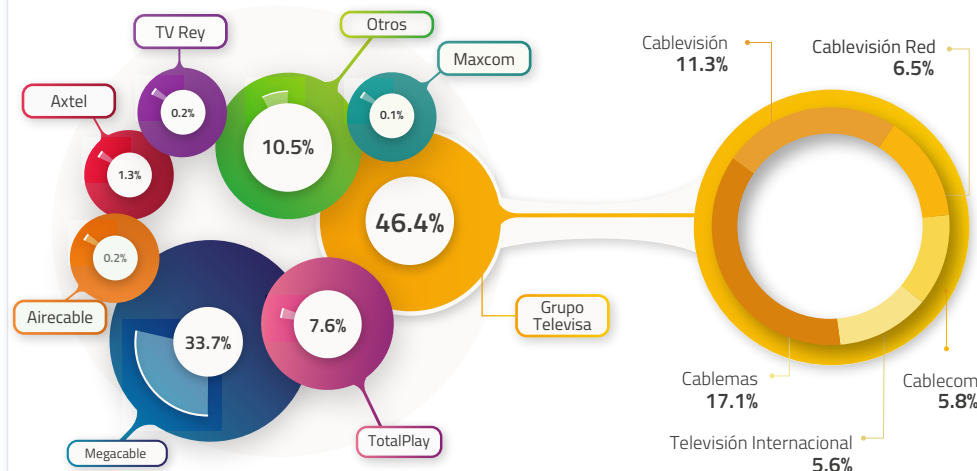 TV Rey
0.2%
Otros
10.5%
Maxcom
0.1%
Axtel
1.3%
46.4%
Grupo
Televisa
0.2%
Airecable
33.7%
Megacable
7.6%
TotalPlay
Cablevisión
11.3%
Cablevisión Red
6.5%
Cablemas
17.1%
Cablecom
5.8%
Televisión Internacional
5.6%